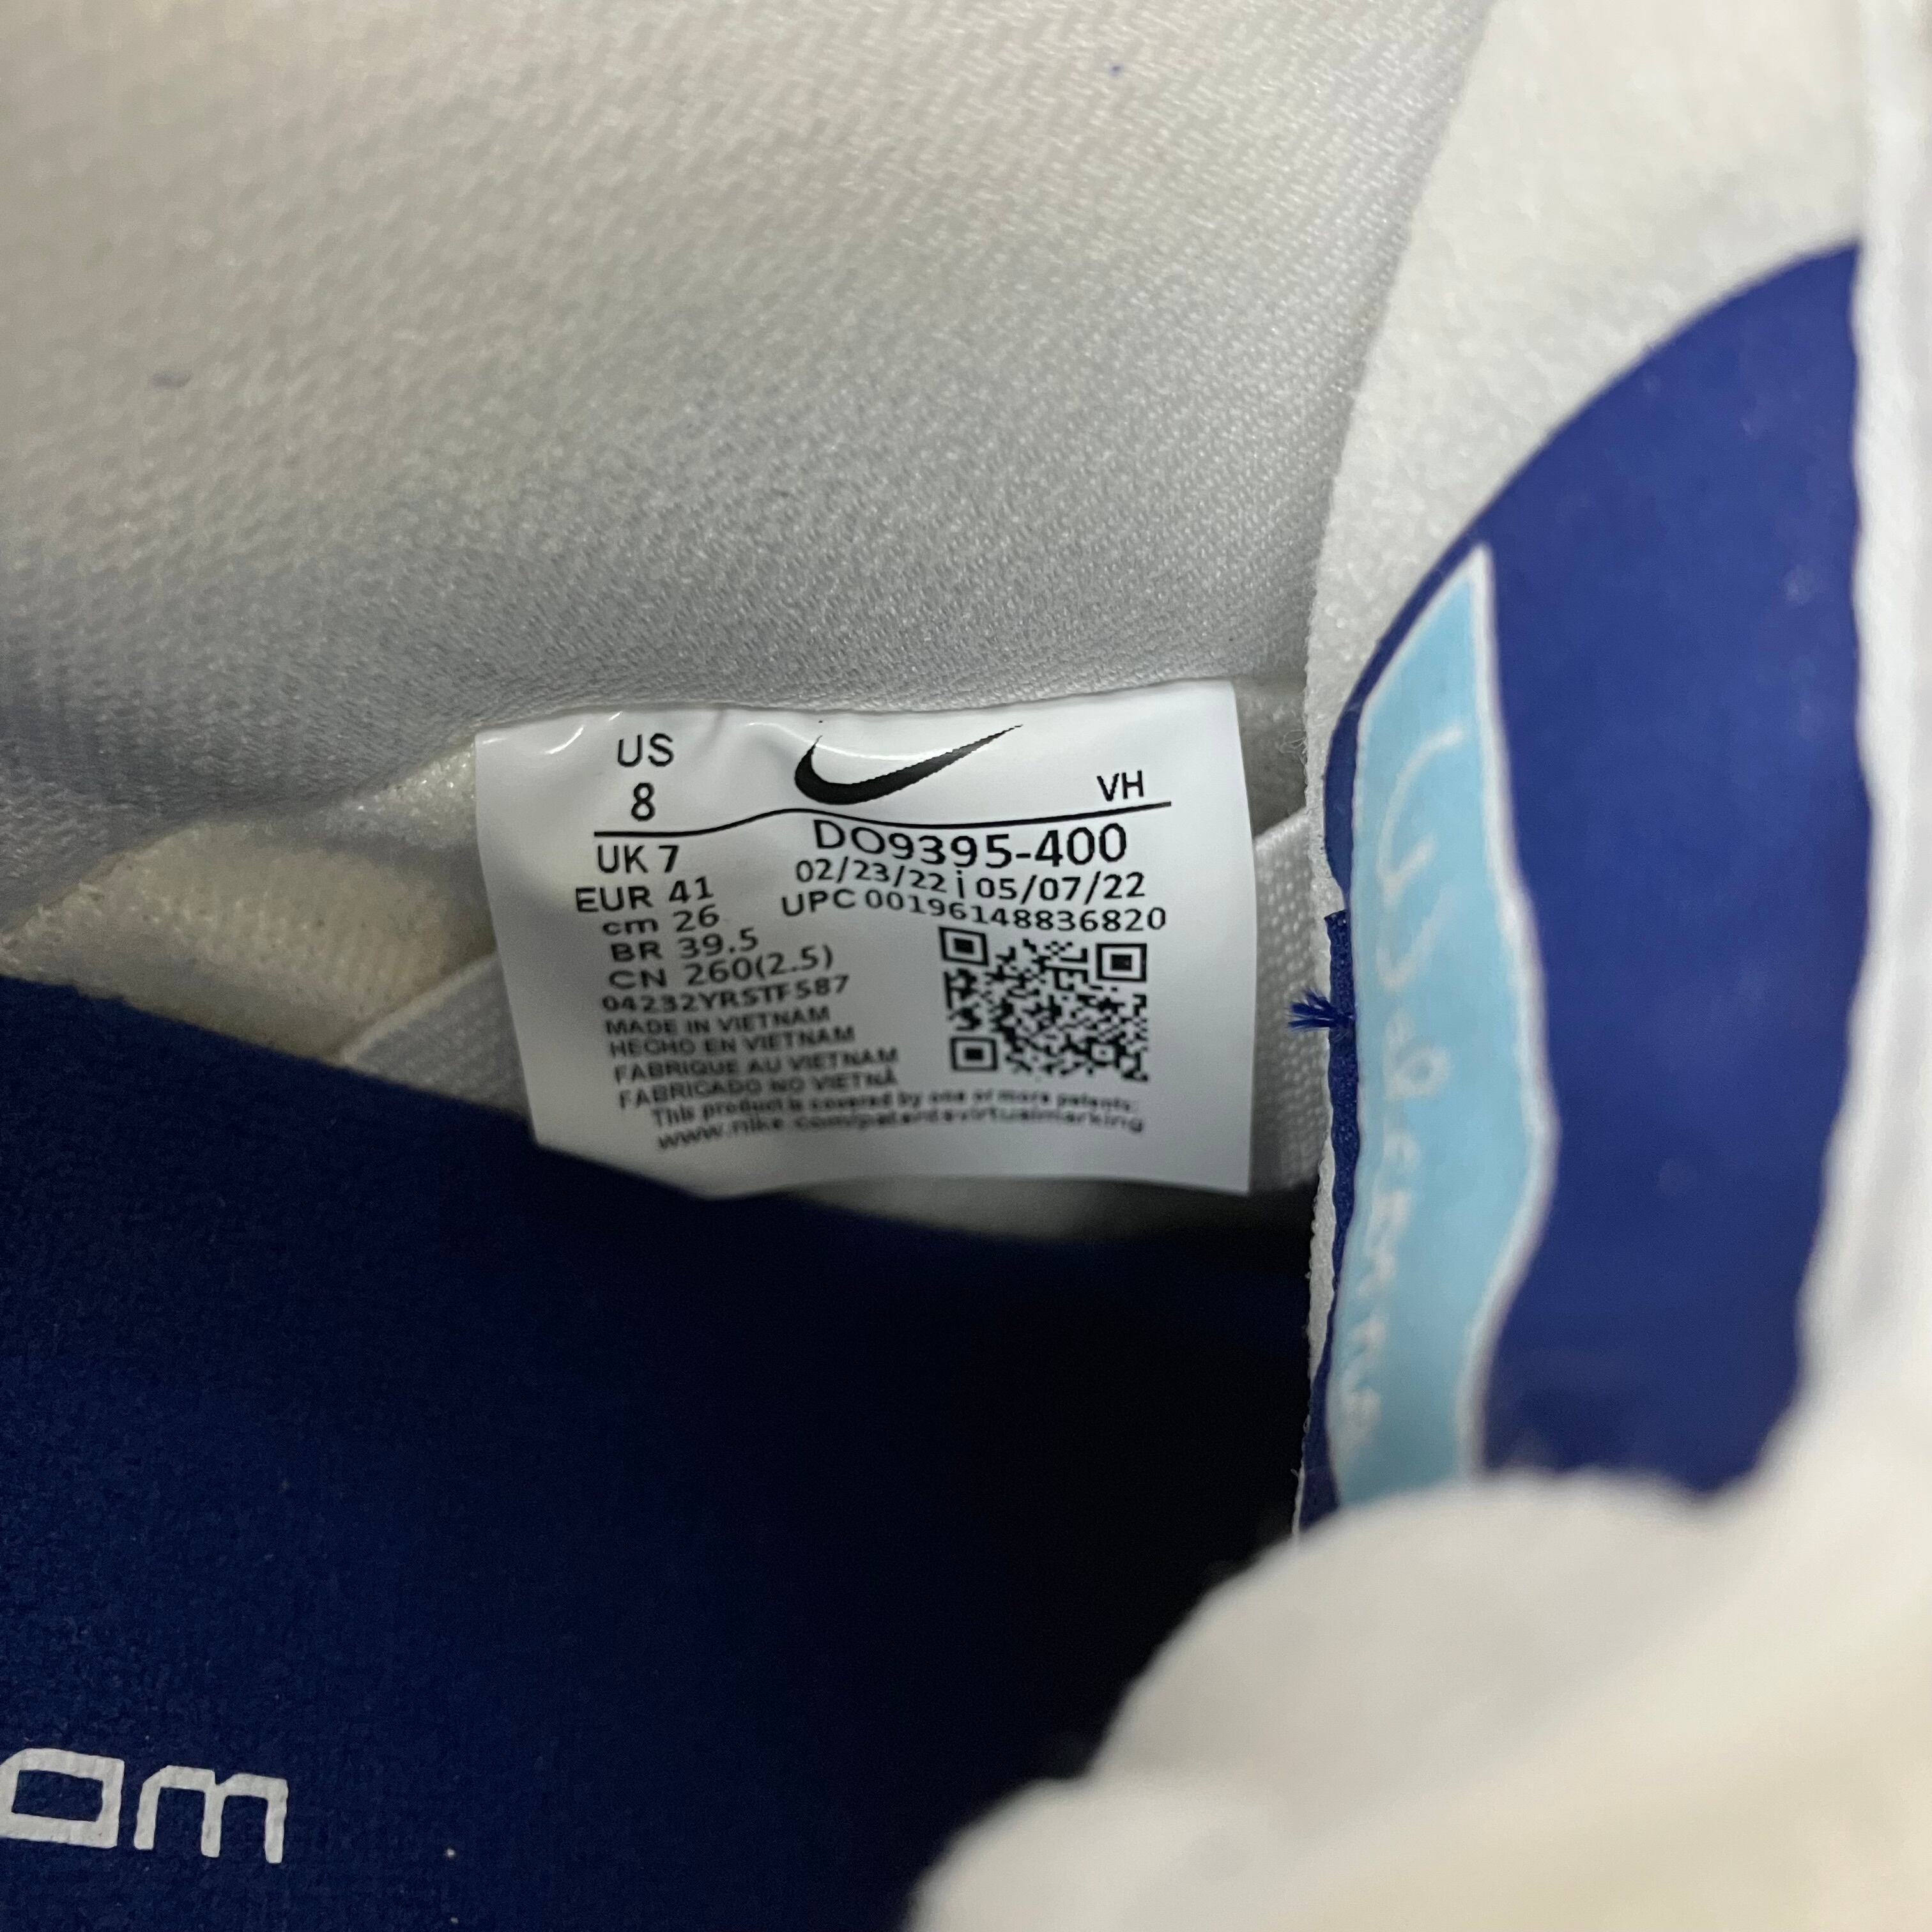 US
8
VH
UK 7
EUR 41
cm 26
BR 39.5
CN 260(2.5)
04232YRSTF587
MADE IN VIETNAM
HECHO EN VIETNAM
FABRIQUE AU VIETNAM
FABRICADO NO VIETNÃ
DO9395-400
02/23/22 | 05/07/22
UPC 00196148836820
This product is covered by one or more patents.
www.nike.com/patentsvirtualmarking
om